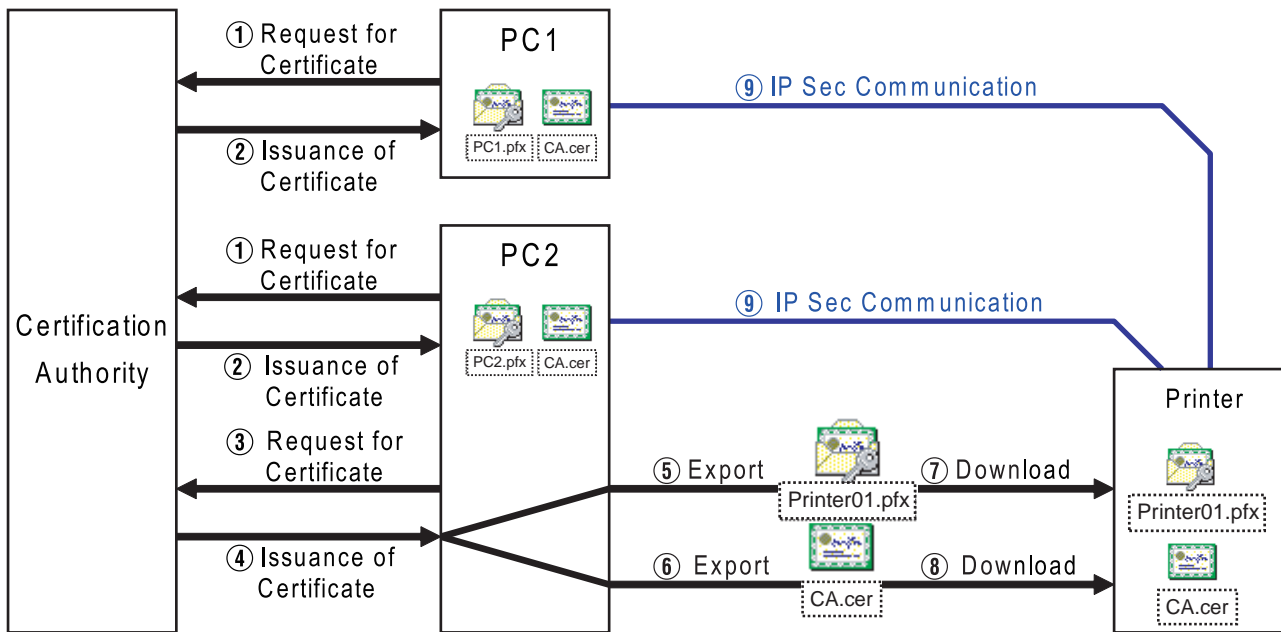 ① Request for
Certificate
② Issuance of
Certificate
PC1
PC1.pfx
CA.cer
⑨ IP Sec Communication
Certification
Authority
① Request for
Certificate
② Issuance of
Certificate
PC2
PC2.pfx
CA.cer
⑨ IP Sec Communication
③ Request for
Certificate
④ Issuance of
Certificate
⑤ Export
Printer01.pfx
⑦ Download
⑥ Export
CA.cer
⑧ Download
Printer
Printer01.pfx
CA.cer